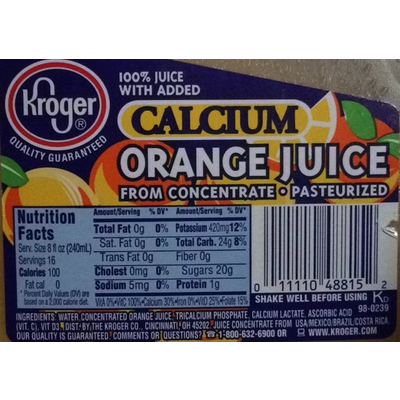 100% JUICE
WITH ADDED
Kroger®
QUALITY GUARANTEED
CALCIUM
ORANGE JUICE
FROM CONCENTRATE • PASTEURIZED
Nutrition Facts
Serv. Size 8 fl oz (240mL)
Servings 16
Calories 100
Fat cal 0
* Percent Daily Values (DV) are
based on a 2,000 calorie diet.
Amount/Serving % DV* Amount/Serving % DV*
Total Fat 0g 0% Potassium 420mg 12%
Sat. Fat 0g 0% Total Carb. 24g 8%
Trans Fat 0g Fiber 0g
Cholest 0mg 0% Sugars 20g
Sodium 5mg 0% Protein 1g
Vit A 0%•Vit C 100%•Calcium 30%•Iron 0%•Vit D 25%•Folate 15%
0 11110 48815 2
SHAKE WELL BEFORE USING KD
98-0239
INGREDIENTS: WATER, CONCENTRATED ORANGE JUICE, TRICALCIUM PHOSPHATE, CALCIUM LACTATE, ASCORBIC ACID
(VIT. C), VIT D3. DIST. BY THE KROGER CO., CINCINNATI, OH 45202. JUICE CONCENTRATE FROM USA/MEXICO/BRAZIL/COSTA RICA.
OUR QUALITY IS GUARANTEED COMMENTS OR QUESTIONS? ☎ 1-800-632-6900 OR WWW.KROGER.COM